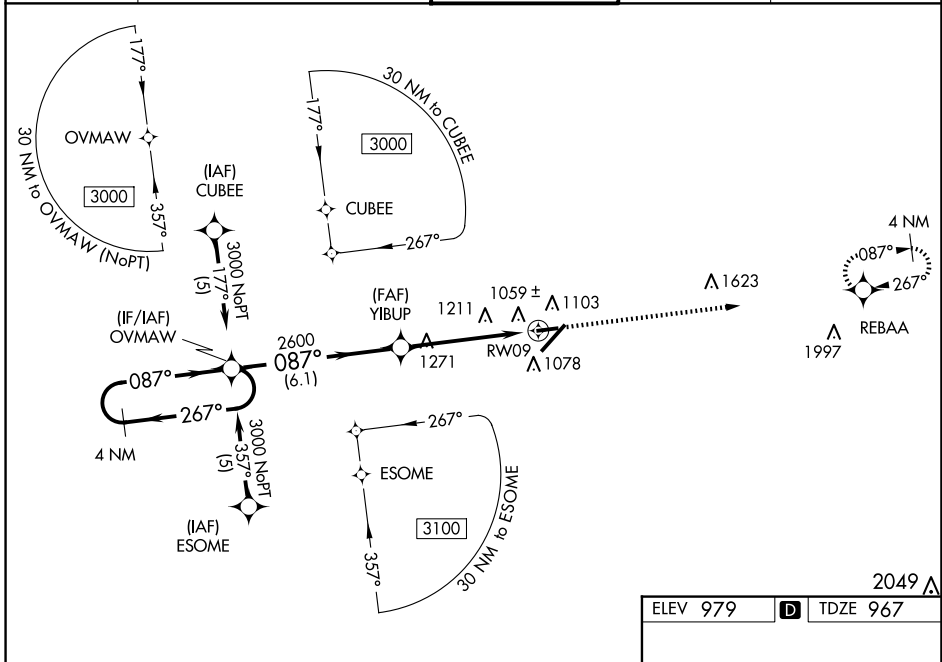 177°
OVMAW
3000
357°
30 NM to OVMAW (NoPT)
(IAF)
CUBEE
3000 NoPT
177°
(5)
177°
30 NM to CUBEE
3000
CUBEE
267°
4 NM
087°
267°
REBAA
1623
1997
(FAF)
YIBUP
1211
1059 ±
1103
1271
RW09
1078
(IF/IAF)
OVMAW
2600
087°
(6.1)
087°
267°
4 NM
3000 NoPT
357°
(5)
(IAF)
ESOME
267°
ESOME
3100
357°
30 NM to ESOME
2049
ELEV 979 D TDZE 967